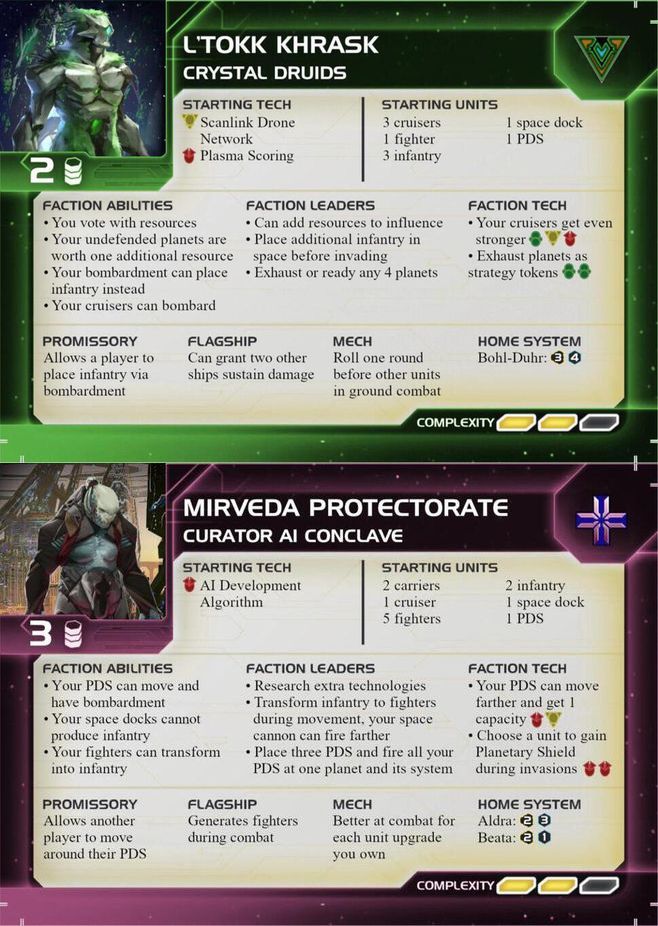 L'TOKK KHRASK
CRYSTAL DRUIDS
STARTING TECH
Scanlink Drone
Network
Plasma Scoring
STARTING UNITS
3 cruisers
1 fighter
3 infantry
1 space dock
1 PDS
2
FACTION ABILITIES
• You vote with resources
• Your undefended planets are
worth one additional resource
• Your bombardment can place
infantry instead
• Your cruisers can bombard
FACTION LEADERS
• Can add resources to influence
• Place additional infantry in
space before invading
• Exhaust or ready any 4 planets
FACTION TECH
• Your cruisers get even
stronger
• Exhaust planets as
strategy tokens
PROMISSORY
Allows a player to
place infantry via
bombardment
FLAGSHIP
Can grant two other
ships sustain damage
MECH
Roll one round
before other units
in ground combat
HOME SYSTEM
Bohl-Duhr: 3 4
COMPLEXITY
MIRVEDA PROTECTORATE
CURATOR AI CONCLAVE
STARTING TECH
AI Development
Algorithm
STARTING UNITS
2 carriers
1 cruiser
5 fighters
2 infantry
1 space dock
1 PDS
3
FACTION ABILITIES
• Your PDS can move and
have bombardment
• Your space docks cannot
produce infantry
• Your fighters can transform
into infantry
FACTION LEADERS
• Research extra technologies
• Transform infantry to fighters
during movement, your space
cannon can fire farther
• Place three PDS and fire all your
PDS at one planet and its system
FACTION TECH
• Your PDS can move
farther and get 1
capacity
• Choose a unit to gain
Planetary Shield
during invasions
PROMISSORY
Allows another
player to move
around their PDS
FLAGSHIP
Generates fighters
during combat
MECH
Better at combat for
each unit upgrade
you own
HOME SYSTEM
Aldra: 2 3
Beata: 2 1
COMPLEXITY